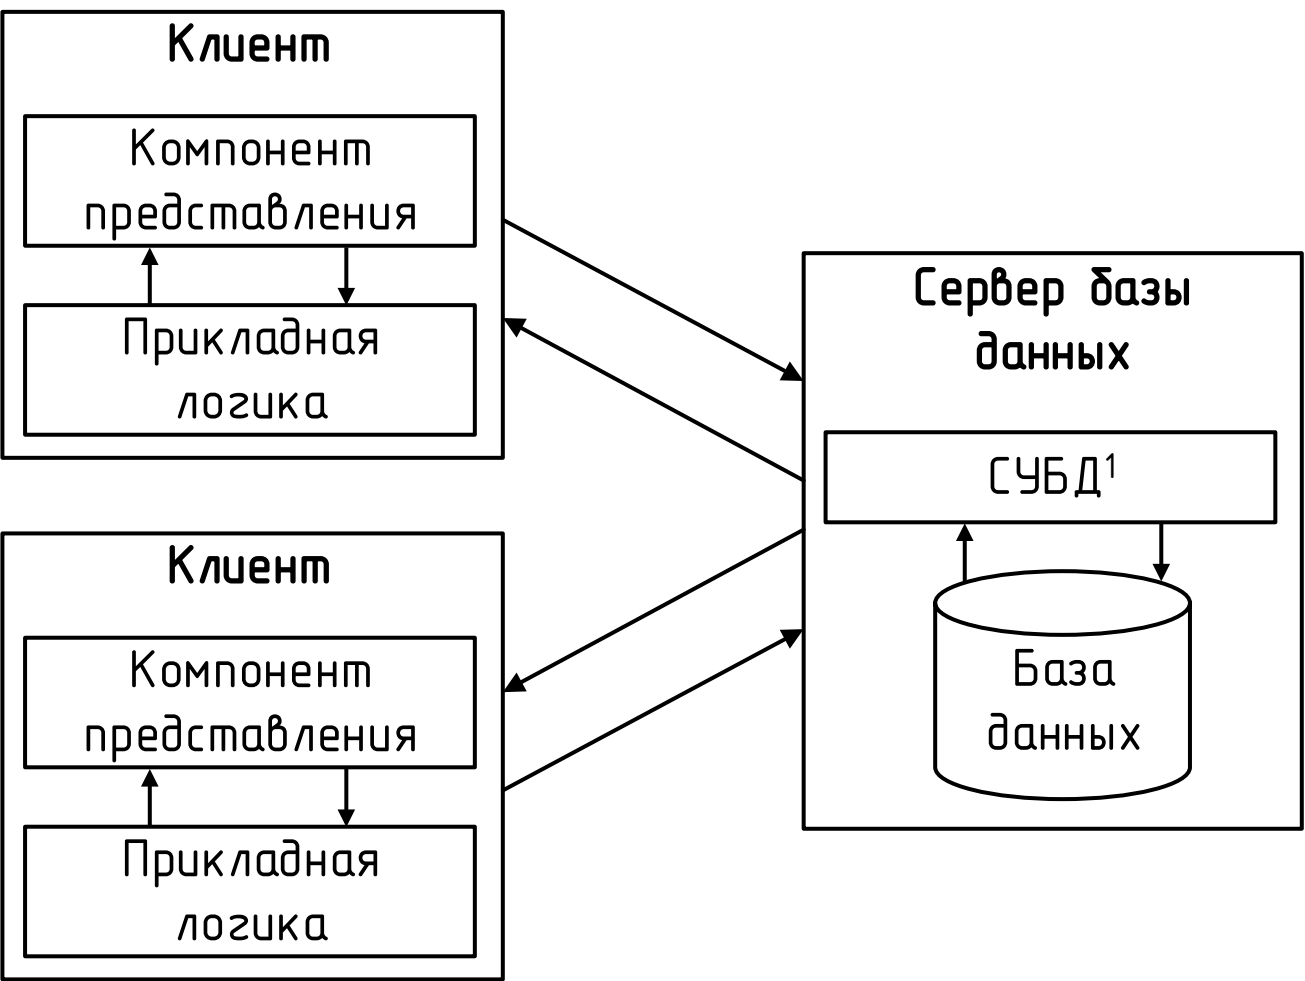 Клиент
Компонент
представления
Прикладная
логика
Клиент
Компонент
представления
Прикладная
логика
Сервер базы
данных
СУБД¹
База
данных